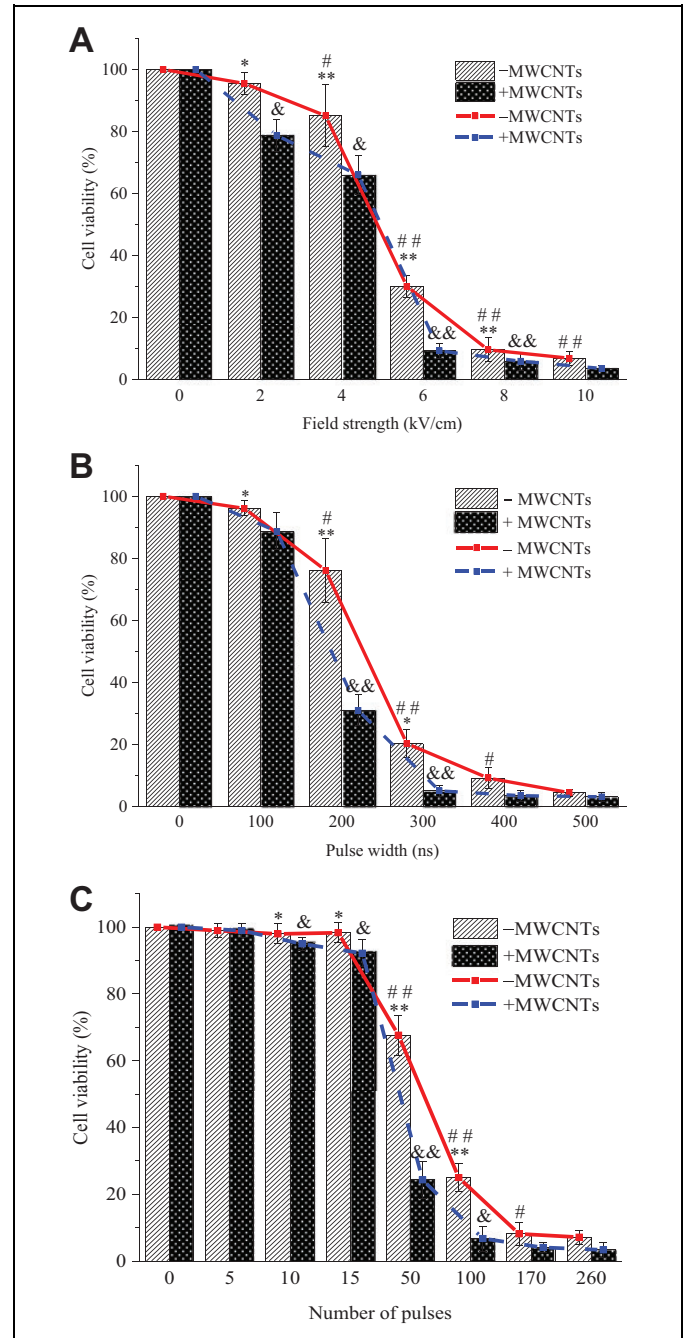 A
−MWCNTs
+MWCNTs
−MWCNTs
+MWCNTs
100
80
60
40
20
0
Cell viability (%)
*
&
#
**
&
# #
**
&&
# #
**
&&
# #
0 2 4 6 8 10
Field strength (kV/cm)
B
− MWCNTs
+ MWCNTs
− MWCNTs
+ MWCNTs
100
80
60
40
20
0
Cell viability (%)
*
#
**
&&
# #
*
&&
#
0 100 200 300 400 500
Pulse width (ns)
C
−MWCNTs
+MWCNTs
−MWCNTs
+MWCNTs
100
80
60
40
20
0
Cell viability (%)
* & * &
# #
**
&&
# #
**
&
#
0 5 10 15 50 100 170 260
Number of pulses